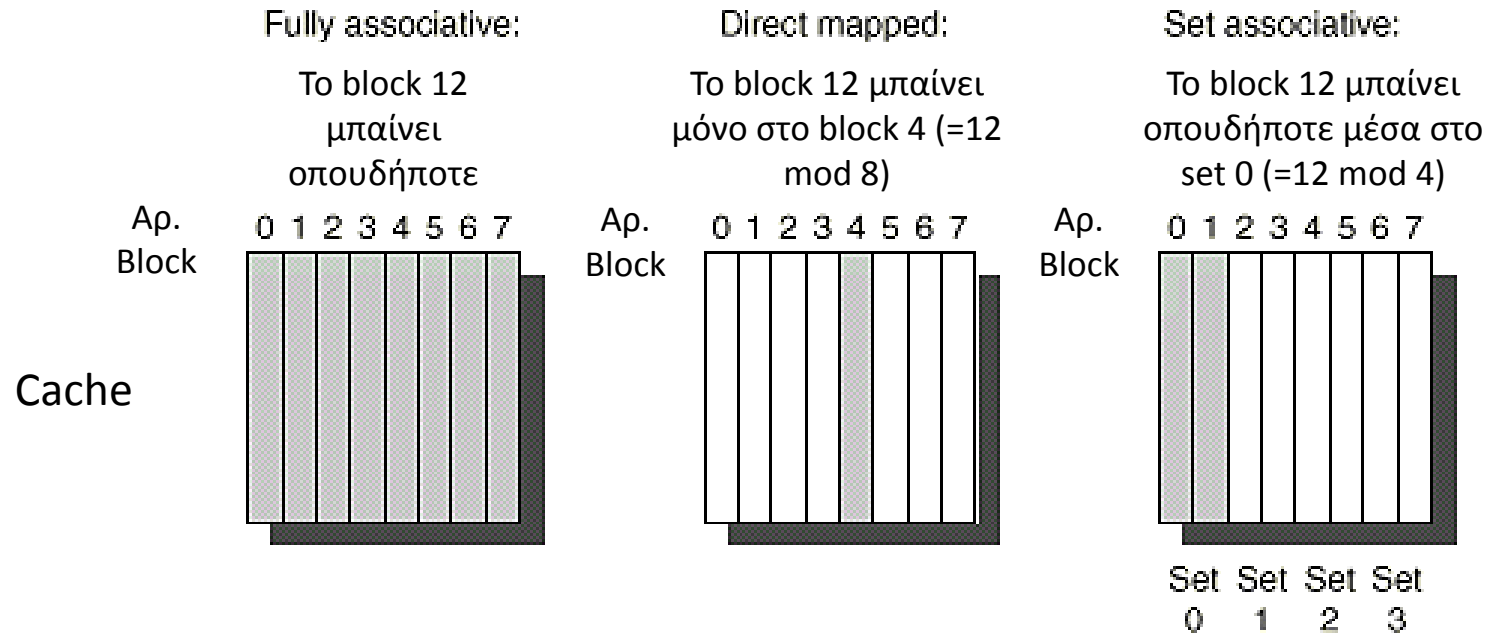 Fully associative:
Το block 12
μπαίνει
οπουδήποτε
Αρ.
Block
0 1 2 3 4 5 6 7
Direct mapped:
Το block 12 μπαίνει
μόνο στο block 4 (=12
mod 8)
Αρ.
Block
0 1 2 3 4 5 6 7
Set associative:
Το block 12 μπαίνει
οπουδήποτε μέσα στο
set 0 (=12 mod 4)
Αρ.
Block
0 1 2 3 4 5 6 7
Cache
Set Set Set Set
0 1 2 3